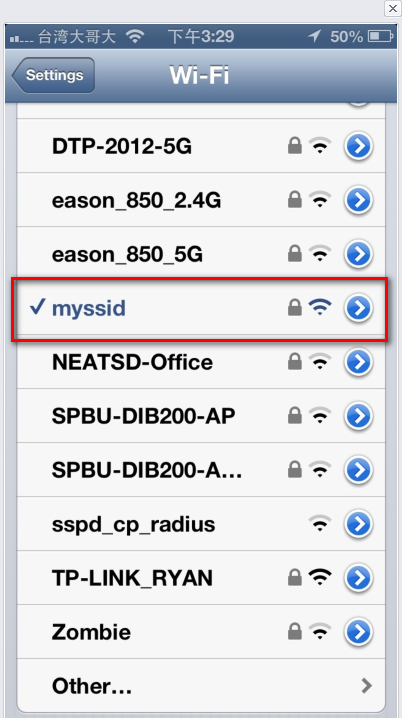 台湾大哥大 下午3:29 50%
Settings Wi-Fi
DTP-2012-5G
eason_850_2.4G
eason_850_5G
myssid
NEATSD-Office
SPBU-DIB200-AP
SPBU-DIB200-A...
sspd_cp_radius
TP-LINK_RYAN
Zombie
Other...